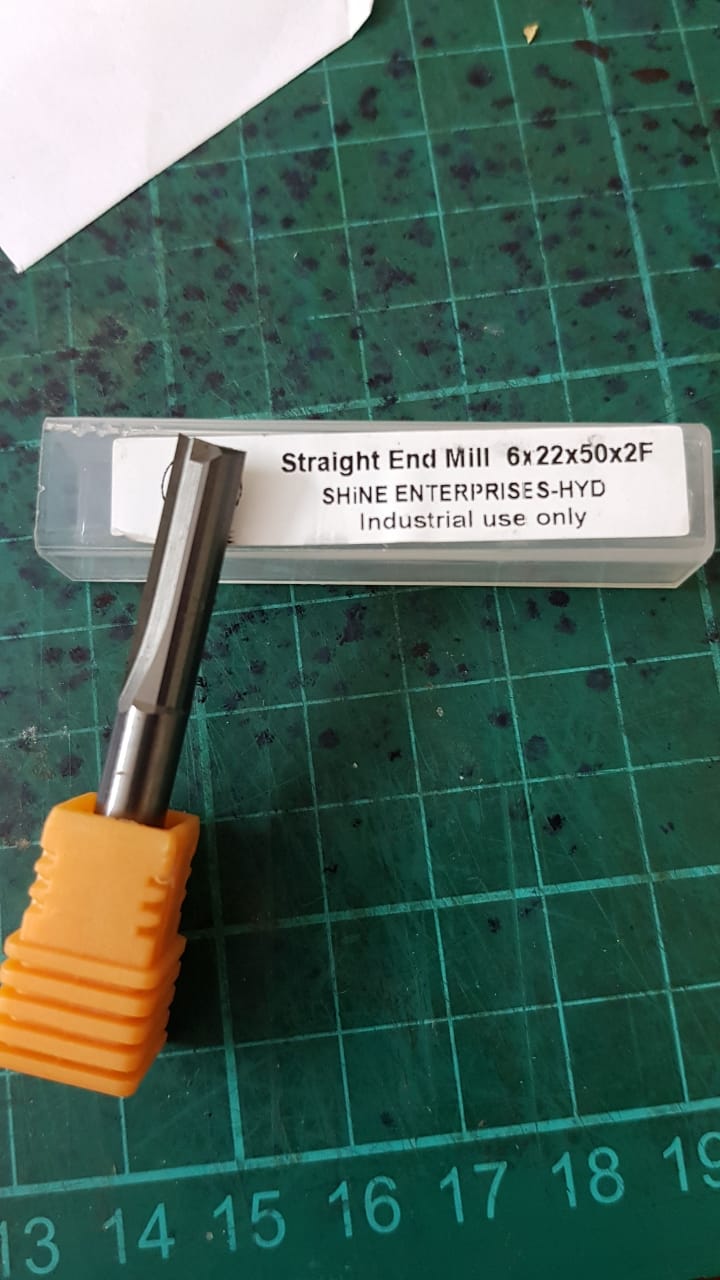 Straight End Mill 6x22x50x2F
SHiNE ENTERPRISES-HYD
Industrial use only
13 14 15 16 17 18 19